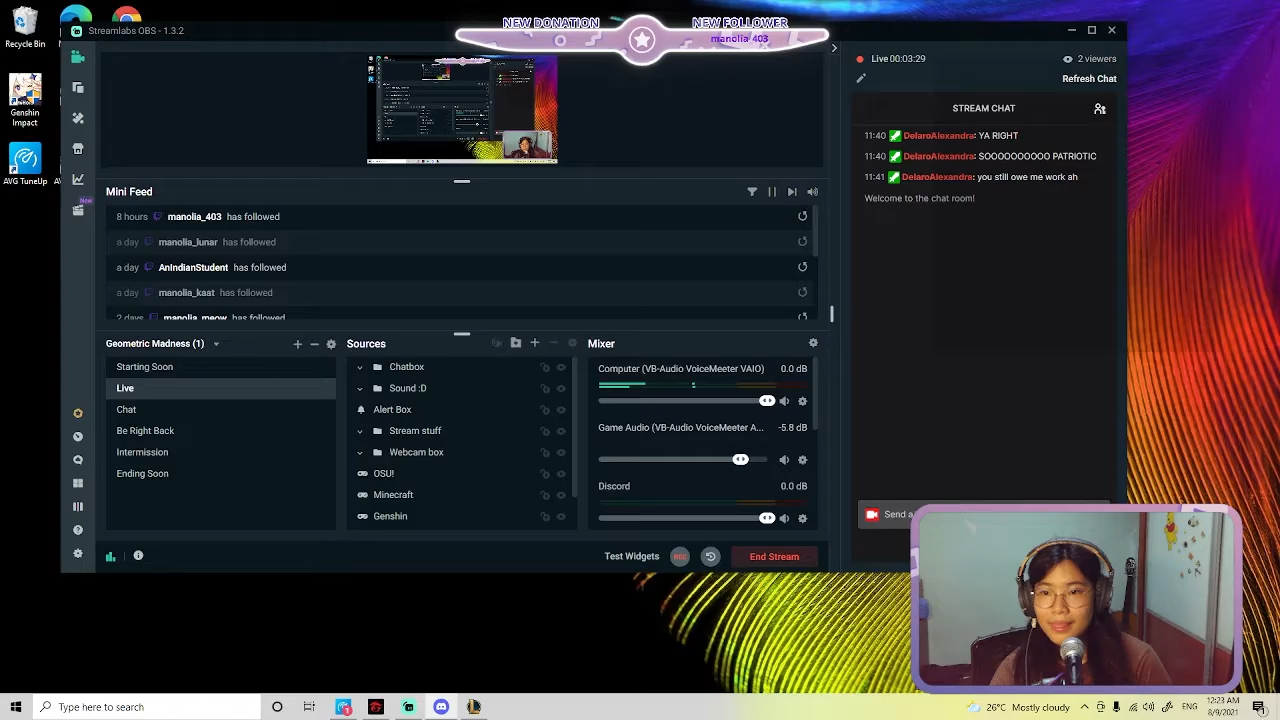 NEW DONATION
NEW FOLLOWER
manolia_403
Recycle Bin
Genshin Impact
AVG TuneUp
Streamlabs OBS - 1.3.2
New
Mini Feed
8 hours manolia_403 has followed
a day manolia_lunar has followed
a day AnIndianStudent has followed
a day manolia_kaat has followed
2 days manolia_meow has followed
Geometric Madness (1)
Starting Soon
Live
Chat
Be Right Back
Intermission
Ending Soon
Sources
Chatbox
Sound :D
Alert Box
Stream stuff
Webcam box
OSU!
Minecraft
Genshin
Mixer
Computer (VB-Audio VoiceMeeter VAIO) 0.0 dB
Game Audio (VB-Audio VoiceMeeter A... -5.8 dB
Discord 0.0 dB
Test Widgets
REC
End Stream
Live 00:03:29
2 viewers
Refresh Chat
STREAM CHAT
11:40 DelaroAlexandra: YA RIGHT
11:40 DelaroAlexandra: SOOOOOOOOOO PATRIOTIC
11:41 DelaroAlexandra: you still owe me work ah
Welcome to the chat room!
Send a
Type here to search
26°C Mostly cloudy
12:23 AM
8/9/2021